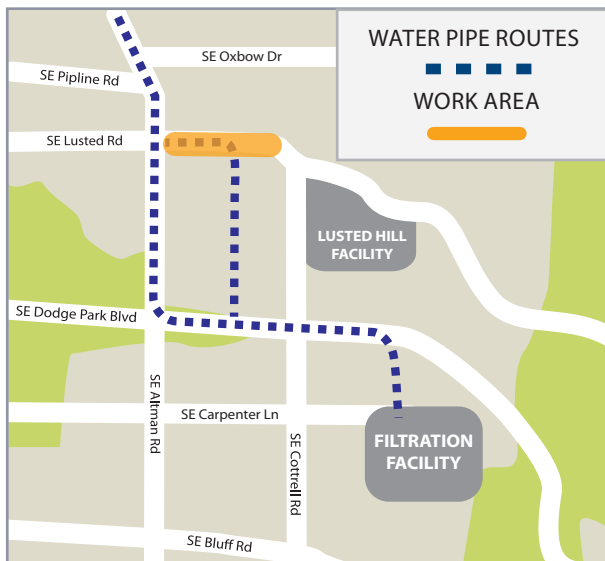 WATER PIPE ROUTES
WORK AREA
SE Oxbow Dr
SE Pipline Rd
SE Lusted Rd
LUSTED HILL
FACILITY
SE Dodge Park Blvd
SE Altman Rd
SE Carpenter Ln
SE Cottrell Rd
FILTRATION
FACILITY
SE Bluff Rd